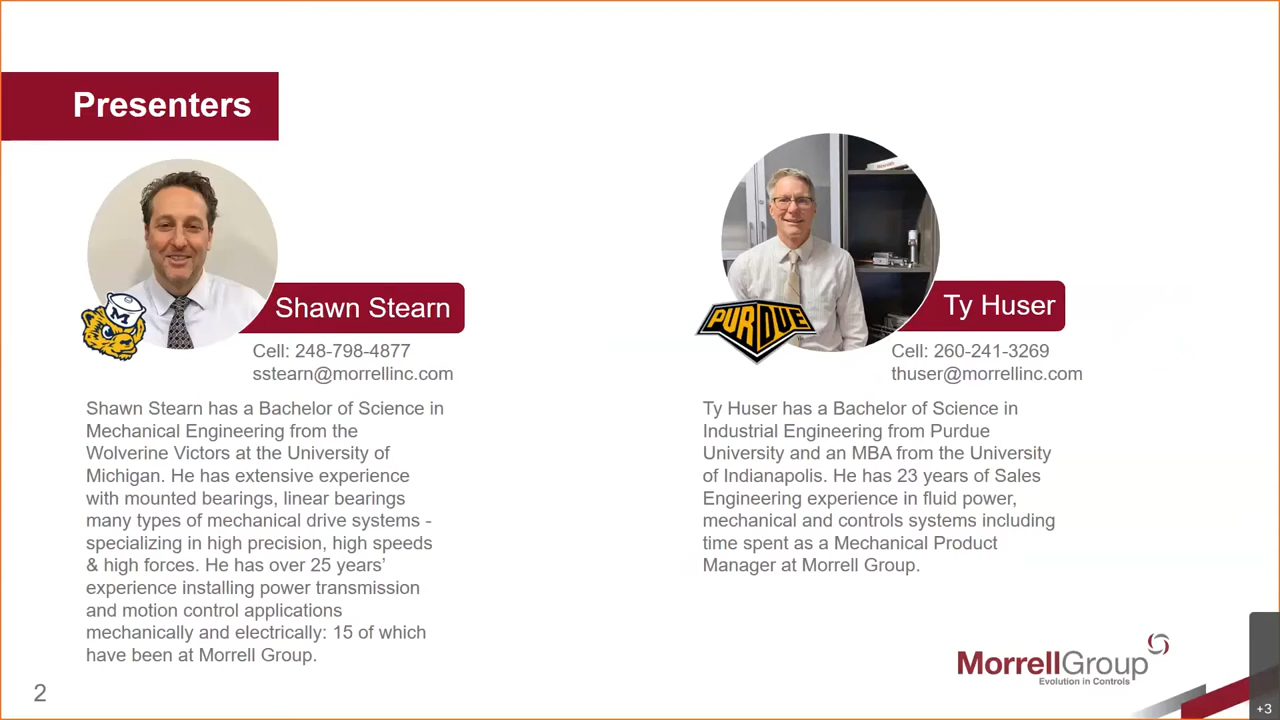 Presenters
M
Shawn Stearn
Cell: 248-798-4877
sstearn@morrellinc.com
Shawn Stearn has a Bachelor of Science in
Mechanical Engineering from the
Wolverine Victors at the University of
Michigan. He has extensive experience
with mounted bearings, linear bearings
many types of mechanical drive systems -
specializing in high precision, high speeds
& high forces. He has over 25 years’
experience installing power transmission
and motion control applications
mechanically and electrically: 15 of which
have been at Morrell Group.
PURDUE
Ty Huser
Cell: 260-241-3269
thuser@morrellinc.com
Ty Huser has a Bachelor of Science in
Industrial Engineering from Purdue
University and an MBA from the University
of Indianapolis. He has 23 years of Sales
Engineering experience in fluid power,
mechanical and controls systems including
time spent as a Mechanical Product
Manager at Morrell Group.
MorrellGroup
Evolution in Controls
2
+3